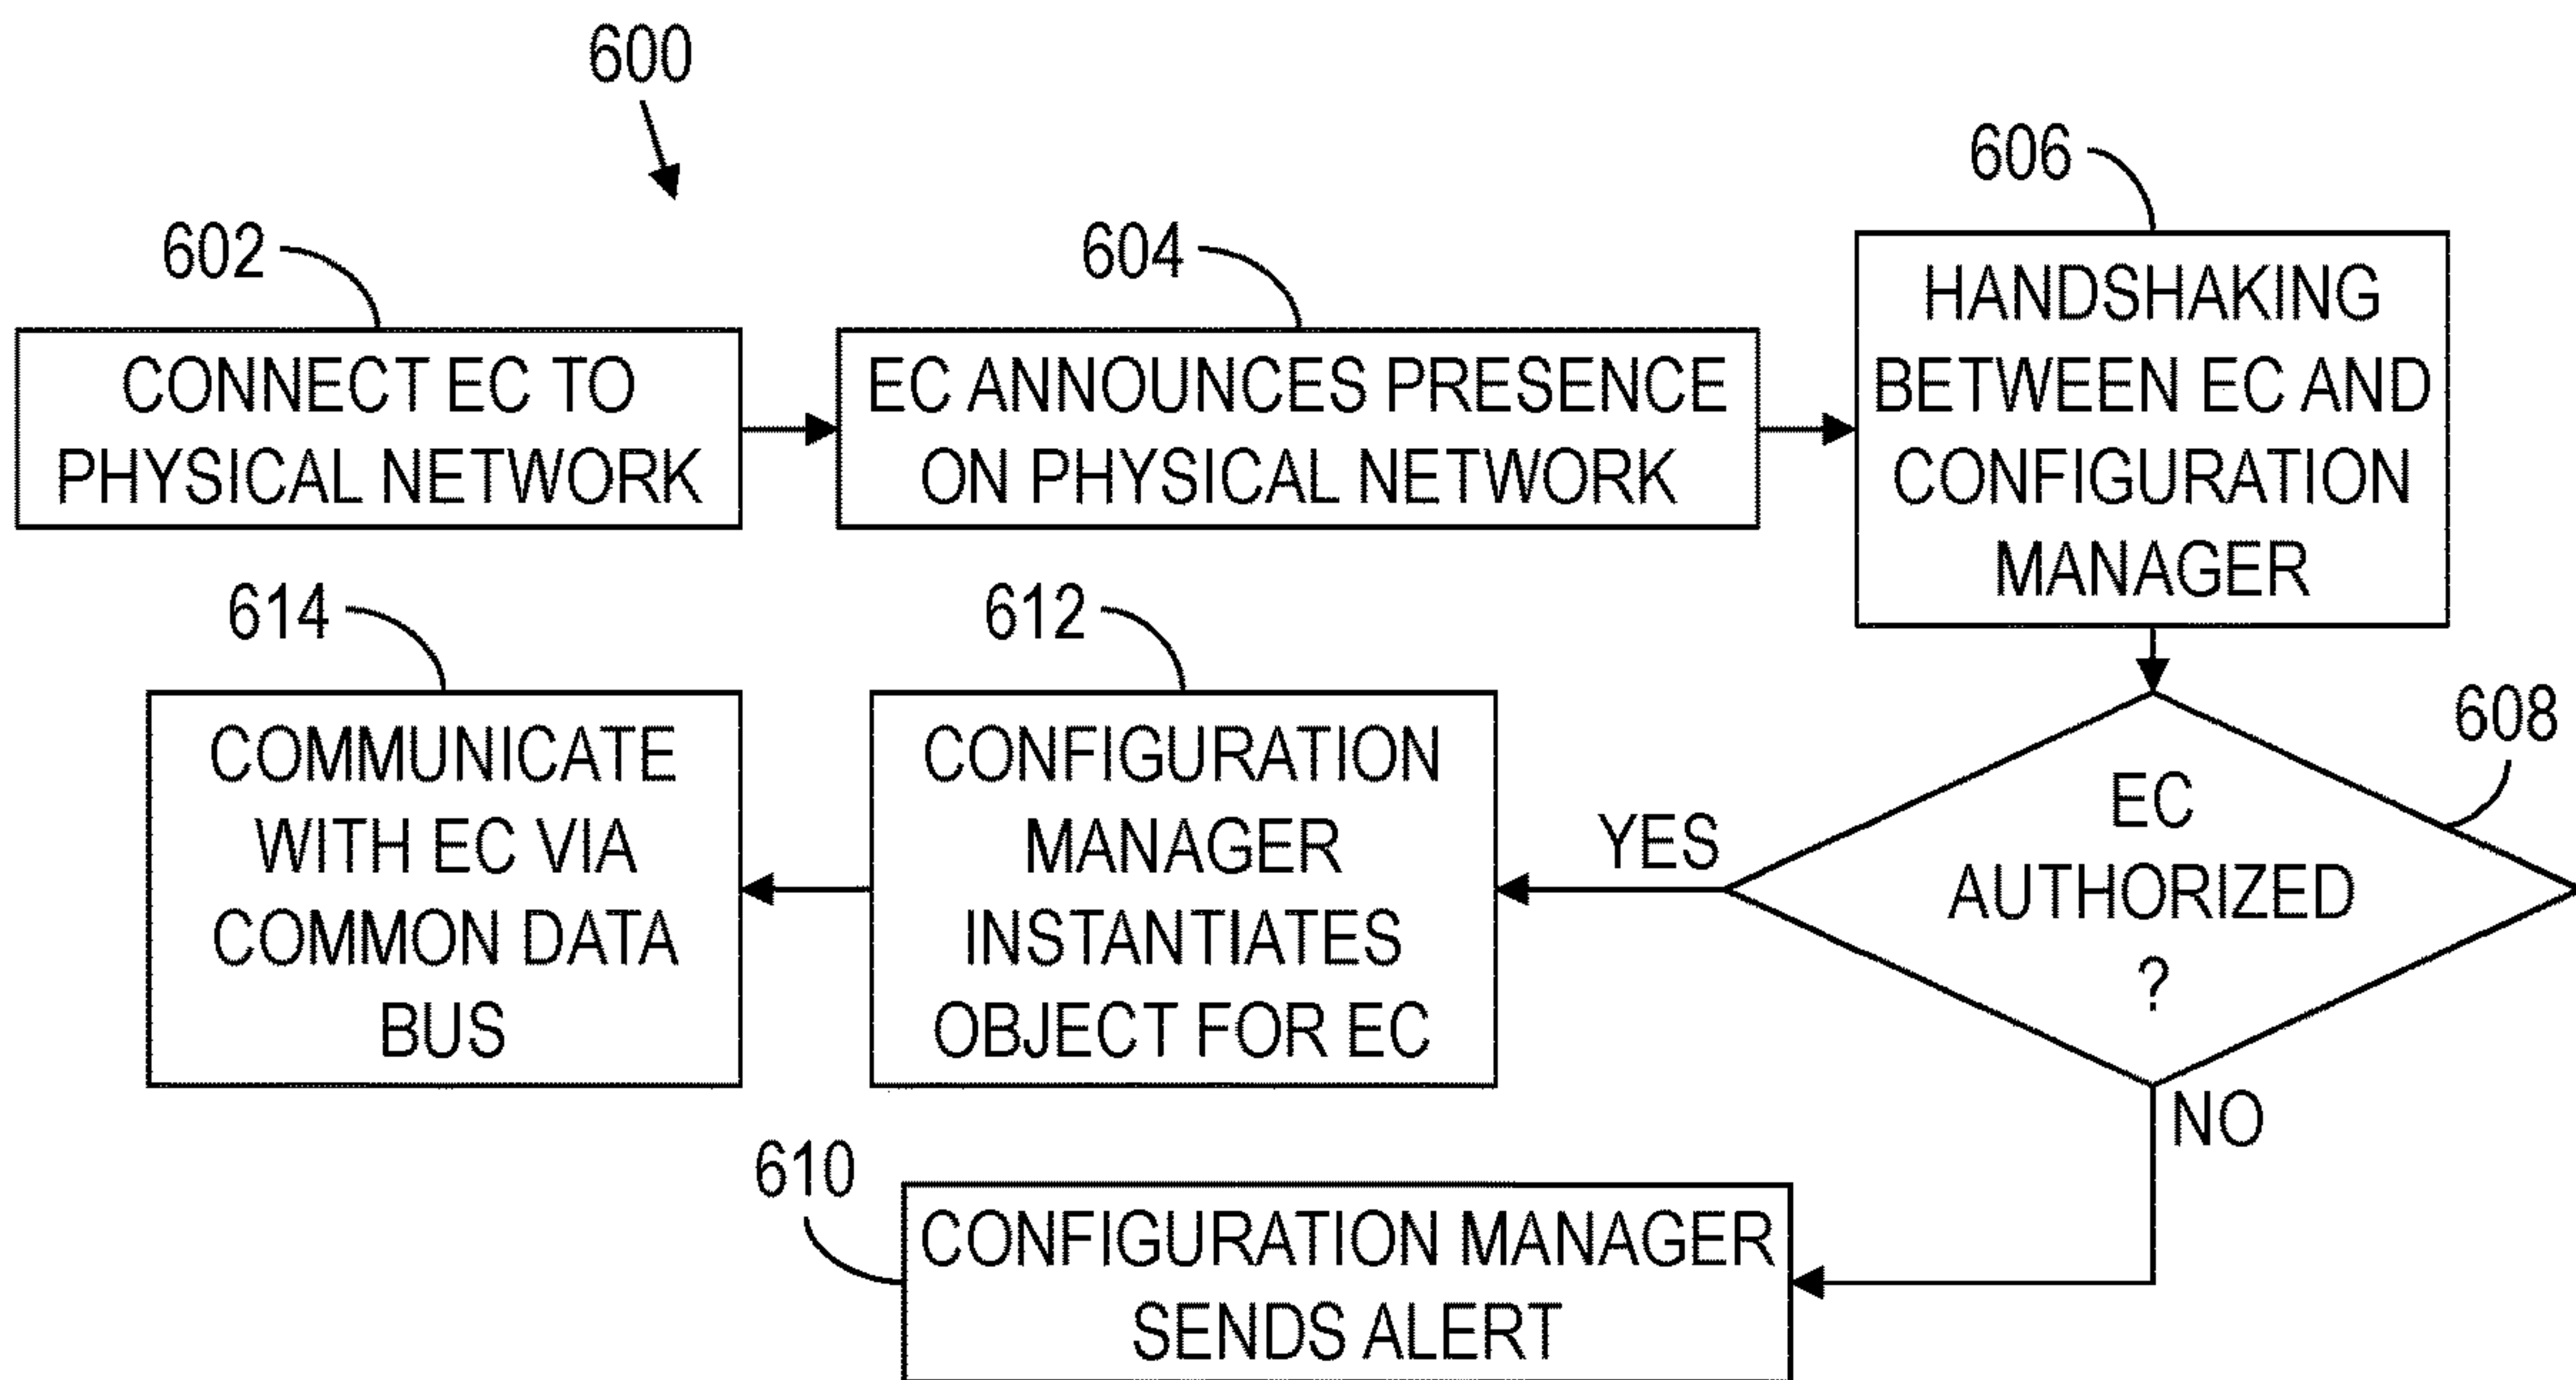 600
602
CONNECT EC TO
PHYSICAL NETWORK
604
EC ANNOUNCES PRESENCE
ON PHYSICAL NETWORK
606
HANDSHAKING
BETWEEN EC AND
CONFIGURATION
MANAGER
608
EC
AUTHORIZED
?
YES
NO
612
CONFIGURATION
MANAGER
INSTANTIATES
OBJECT FOR EC
614
COMMUNICATE
WITH EC VIA
COMMON DATA
BUS
610
CONFIGURATION MANAGER
SENDS ALERT